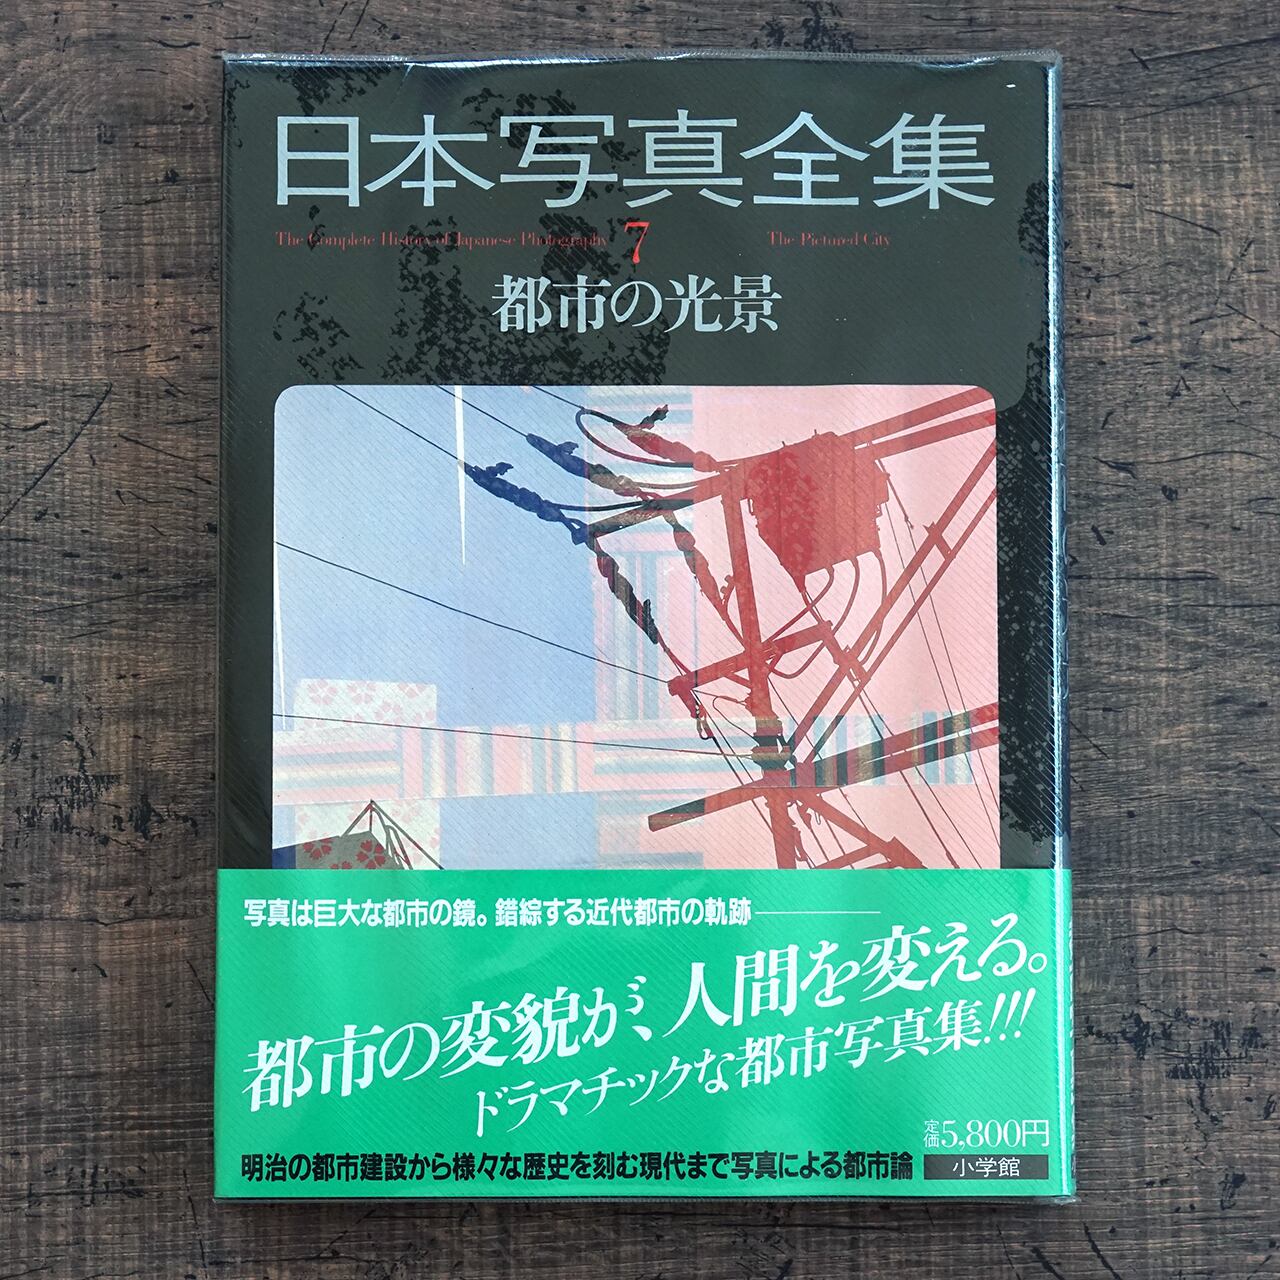 日本写真全集
The Complete History of Japanese Photography 7 The Pictured City
都市の光景
写真は巨大な都市の鏡。錯綜する近代都市の軌跡――
都市の変貌が、人間を変える。
ドラマチックな都市写真集!!!
定価5,800円
明治の都市建設から様々な歴史を刻む現代まで写真による都市論
小学館